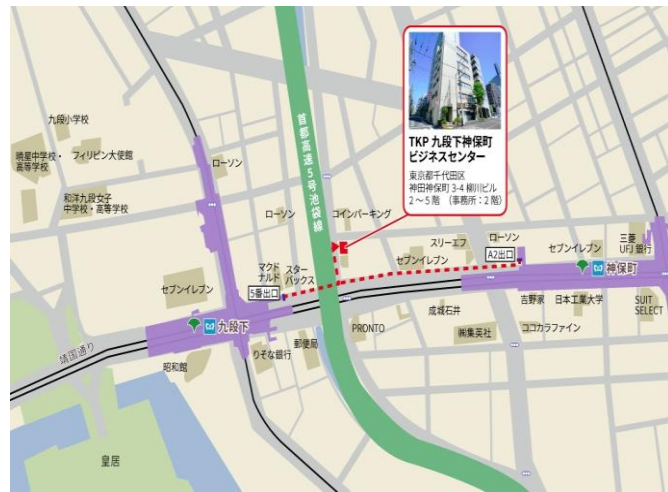 TKP 九段下神保町
ビジネスセンター
東京都千代田区
神田神保町 3-4 柳川ビル
2～5階 (事務所：2階)
首都高速5号池袋線
九段小学校
暁星中学校・
高等学校
フィリピン大使館
和洋九段女子
中学校・高等学校
ローソン
ローソン
コインパーキング
スリーエフ
ローソン
A2出口
セブンイレブン
三菱
UFJ 銀行
マクド
ナルド
スター
バックス
セブンイレブン
神保町
セブンイレブン
5番出口
九段下
靖国通り
昭和館
りそな銀行
郵便局
PRONTO
成城石井
㈱集英社
吉野家
日本工業大学
ココカラファイン
SUIT
SELECT
皇居